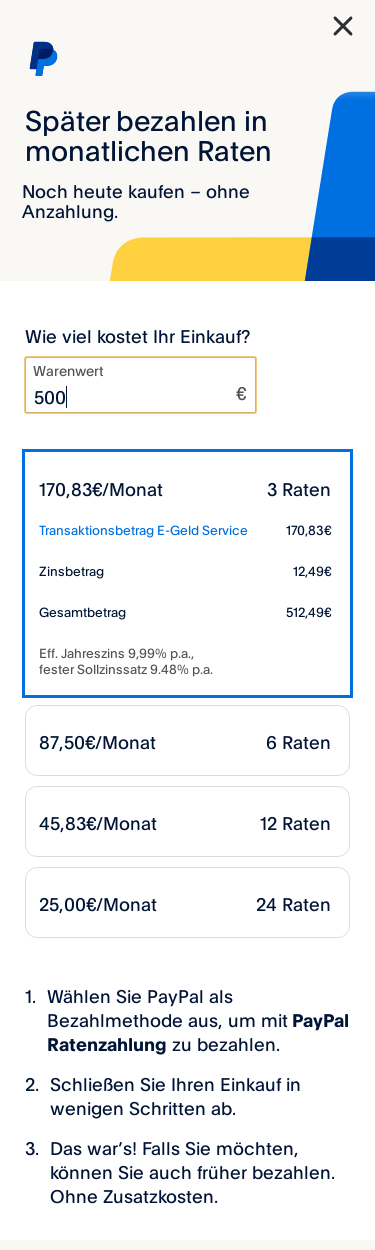 Später bezahlen in
monatlichen Raten
Noch heute kaufen – ohne
Anzahlung.
Wie viel kostet Ihr Einkauf?
Warenwert
500 €
170,83€/Monat 3 Raten
Transaktionsbetrag E-Geld Service 170,83€
Zinsbetrag 12,49€
Gesamtbetrag 512,49€
Eff. Jahreszins 9,99% p.a.,
fester Sollzinssatz 9.48% p.a.
87,50€/Monat 6 Raten
45,83€/Monat 12 Raten
25,00€/Monat 24 Raten
1. Wählen Sie PayPal als
Bezahlmethode aus, um mit PayPal
Ratenzahlung zu bezahlen.
2. Schließen Sie Ihren Einkauf in
wenigen Schritten ab.
3. Das war’s! Falls Sie möchten,
können Sie auch früher bezahlen.
Ohne Zusatzkosten.